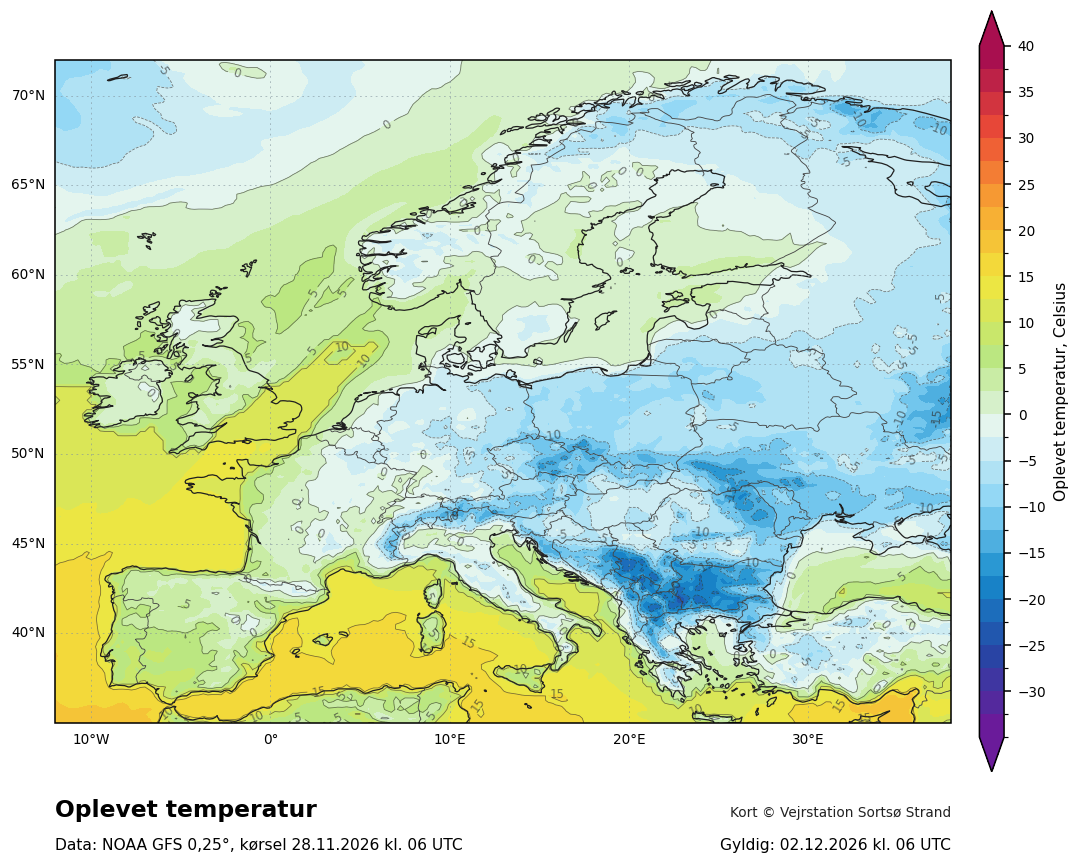 70°N
65°N
60°N
55°N
50°N
45°N
40°N
10°W
0°
10°E
20°E
30°E
40
35
30
25
20
15
10
5
0
−5
−10
−15
−20
−25
−30
Oplevet temperatur, Celsius
Oplevet temperatur
Kort © Vejrstation Sortsø Strand
Data: NOAA GFS 0,25°, kørsel 28.11.2026 kl. 06 UTC
Gyldig: 02.12.2026 kl. 06 UTC